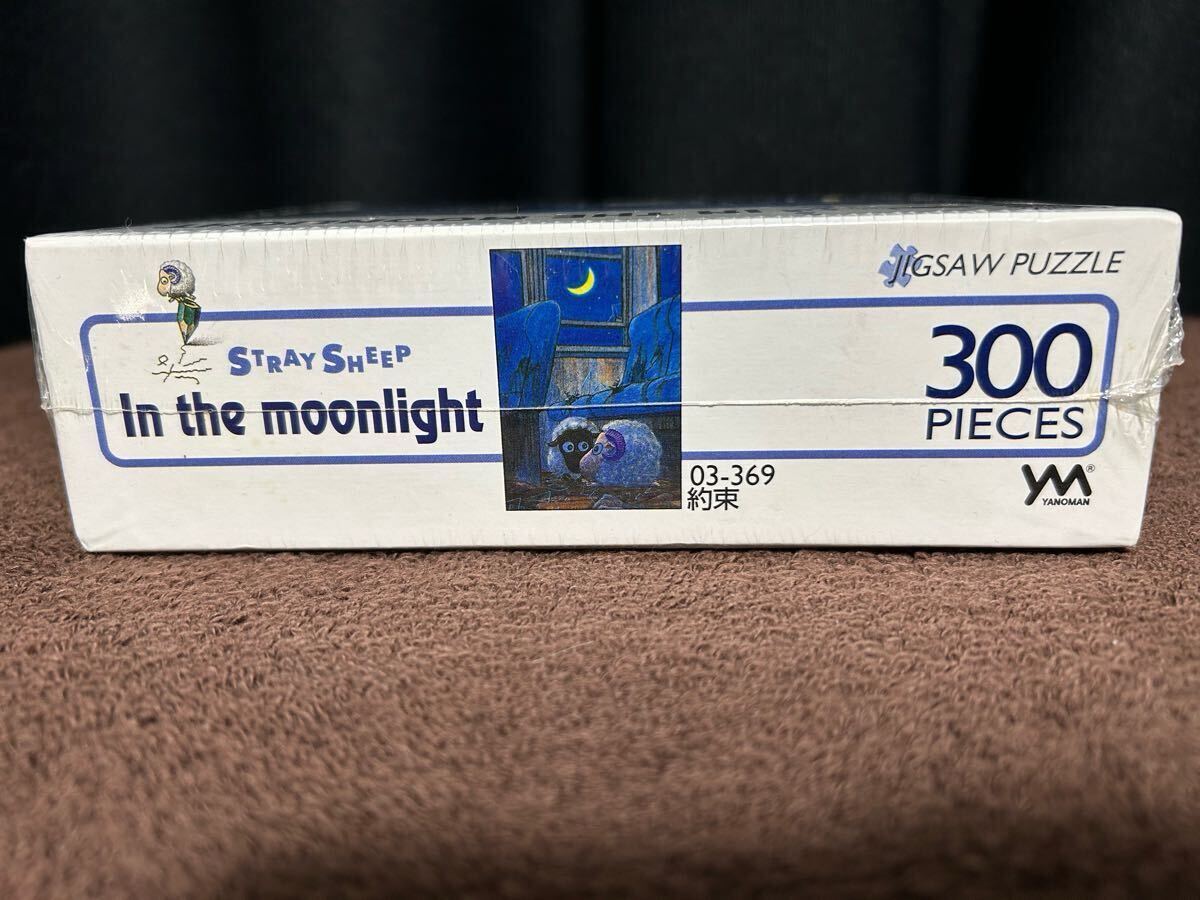 STRAY SHEEP
In the moonlight
03-369
約束
JIGSAW PUZZLE
300
PIECES
YM®
YANOMAN